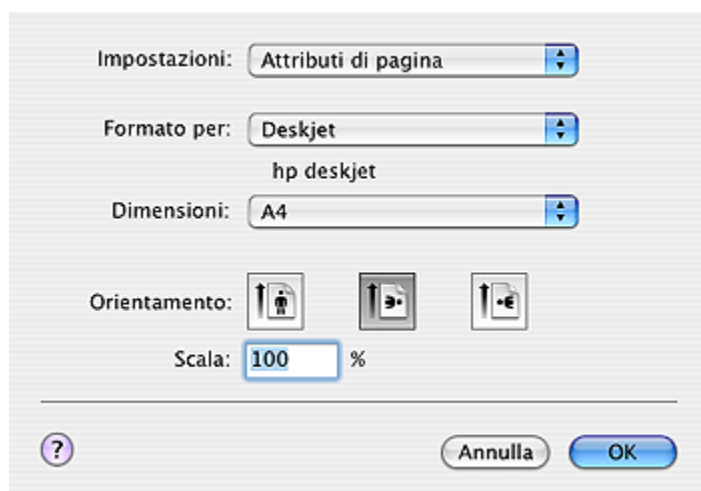 Impostazioni: Attributi di pagina
Formato per: Deskjet
hp deskjet
Dimensioni: A4
Orientamento:
Scala: 100 %
? Annulla OK